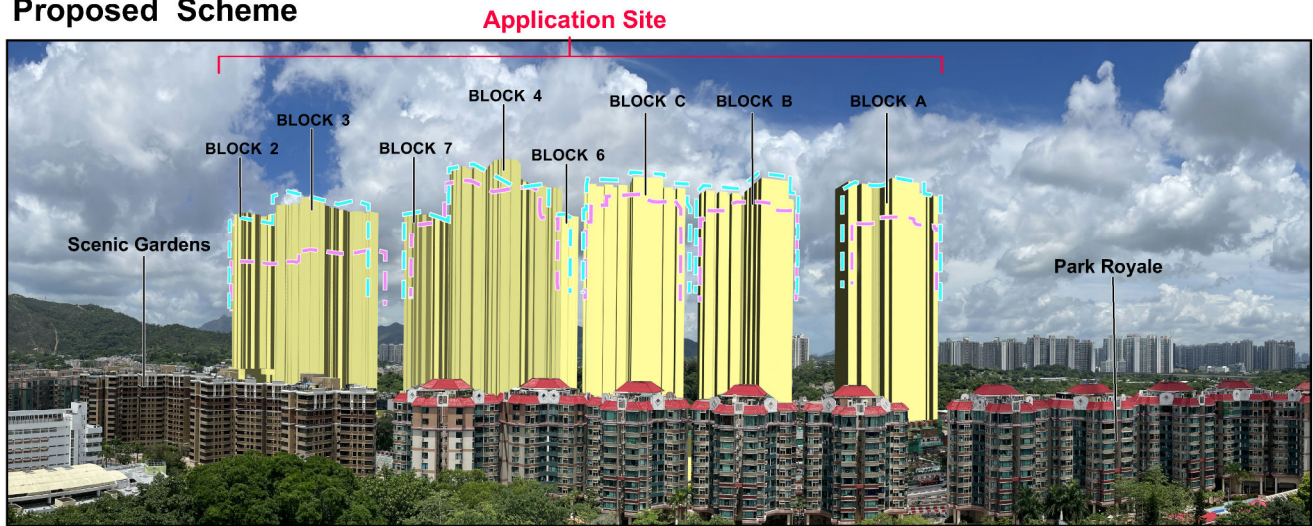 Proposed Scheme
Application Site
BLOCK 4
BLOCK C
BLOCK B
BLOCK A
BLOCK 3
BLOCK 2
BLOCK 7
BLOCK 6
Scenic Gardens
Park Royale